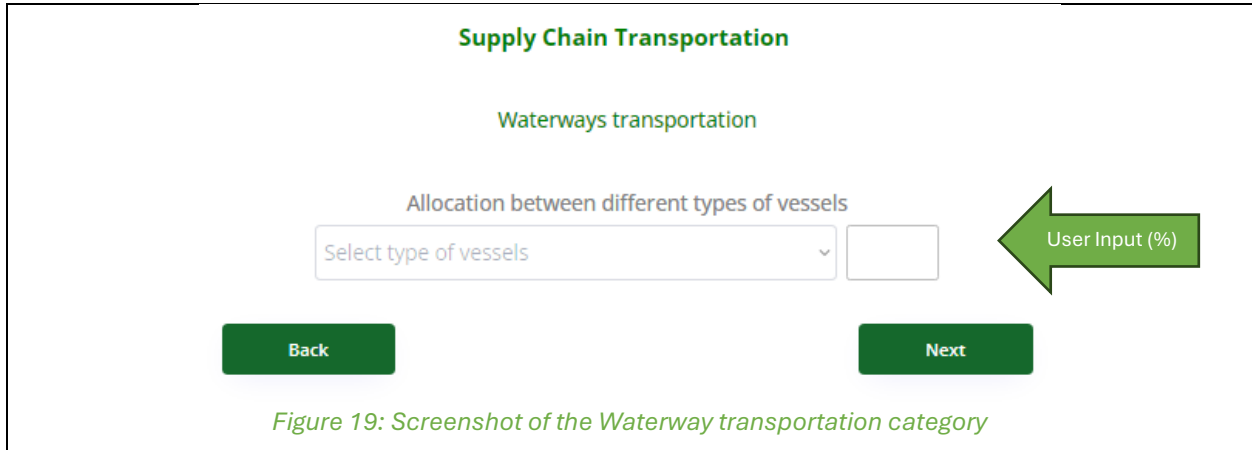 Supply Chain Transportation
Waterways transportation
Allocation between different types of vessels
Select type of vessels
User Input (%)
Back
Next
Figure 19: Screenshot of the Waterway transportation category